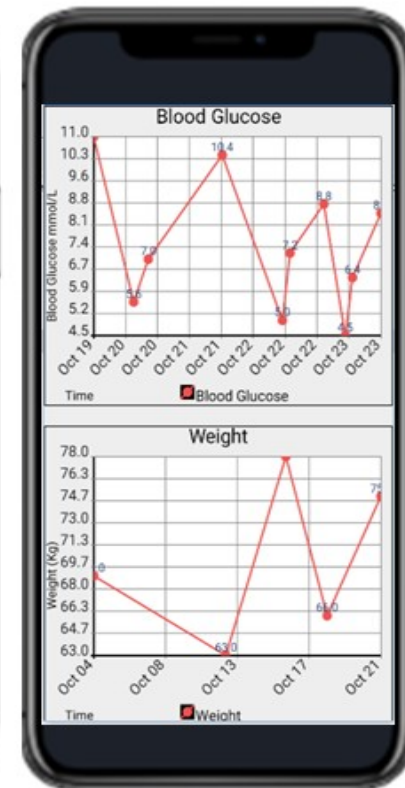 Blood Glucose
11.0
10.3
9.6
8.8
8.1
7.4
6.7
5.9
5.2
4.5
Blood Glucose mmol/L
10.4
7.0
5.6
5.0
7.2
8.8
4.5
6.4
8.
Oct 19
Oct 20
Oct 20
Oct 21
Oct 21
Oct 22
Oct 22
Oct 22
Oct 23
Oct 23
Time
Blood Glucose
Weight
78.0
76.3
74.7
73.0
71.3
69.7
68.0
66.3
64.7
63.0
Weight (Kg)
0
63.0
66.0
75
Oct 04
Oct 08
Oct 13
Oct 17
Oct 21
Time
Weight